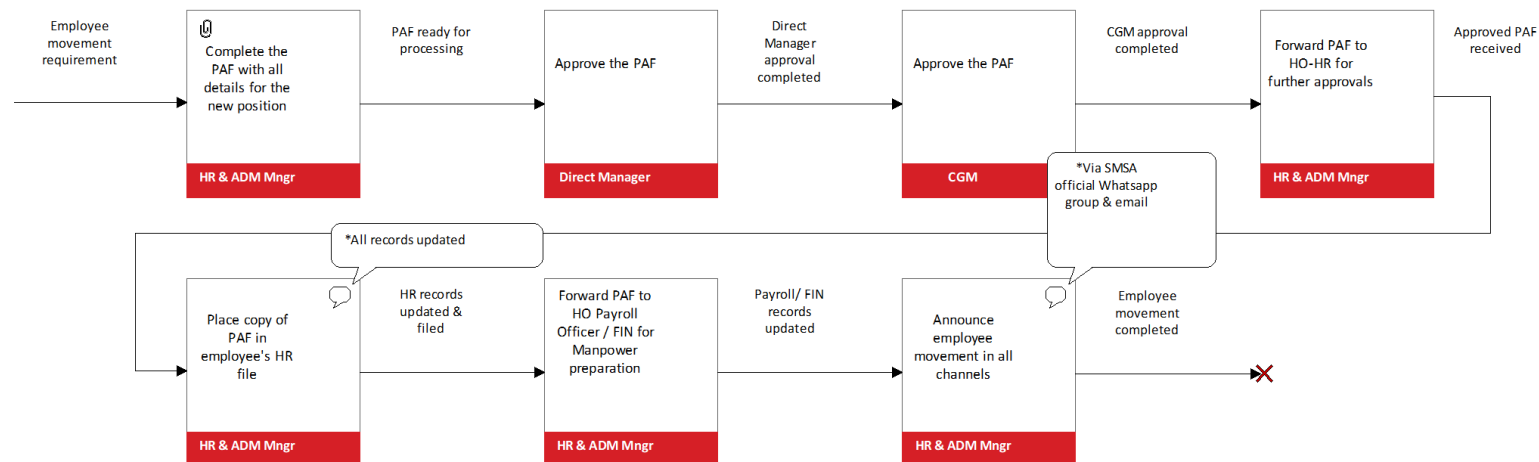 Employee
movement
requirement
Complete the
PAF with all
details for the
new position
HR & ADM Mngr
PAF ready for
processing
Approve the PAF
Direct Manager
Direct
Manager
approval
completed
Approve the PAF
CGM
CGM approval
completed
Forward PAF to
HO-HR for
further approvals
HR & ADM Mngr
Approved PAF
received
*Via SMSA
official Whatsapp
group & email
*All records updated
Place copy of
PAF in
employee's HR
file
HR & ADM Mngr
HR records
updated &
filed
Forward PAF to
HO Payroll
Officer / FIN for
Manpower
preparation
HR & ADM Mngr
Payroll/ FIN
records
updated
Announce
employee
movement in all
channels
HR & ADM Mngr
Employee
movement
completed